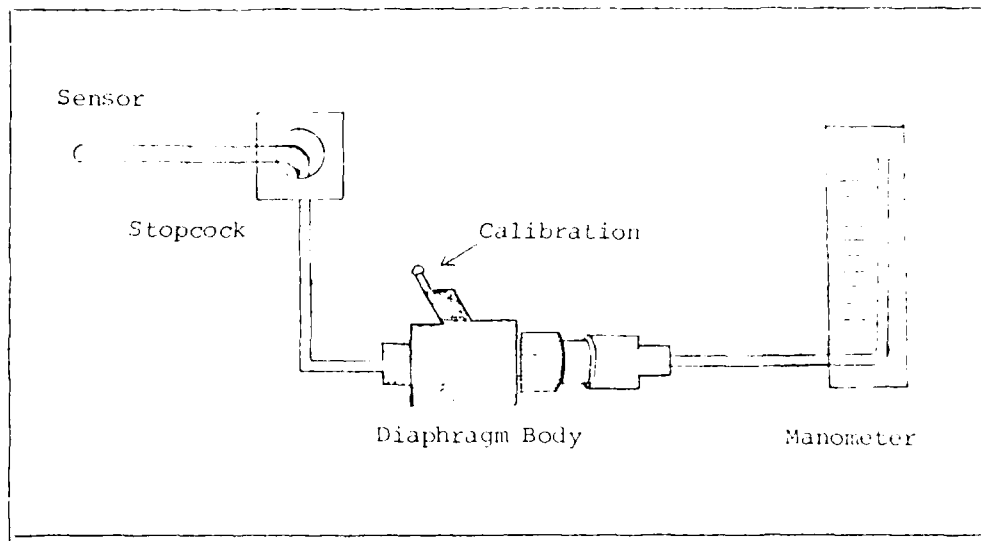 Sensor
Stopcock
Calibration
Diaphragm Body
Manometer